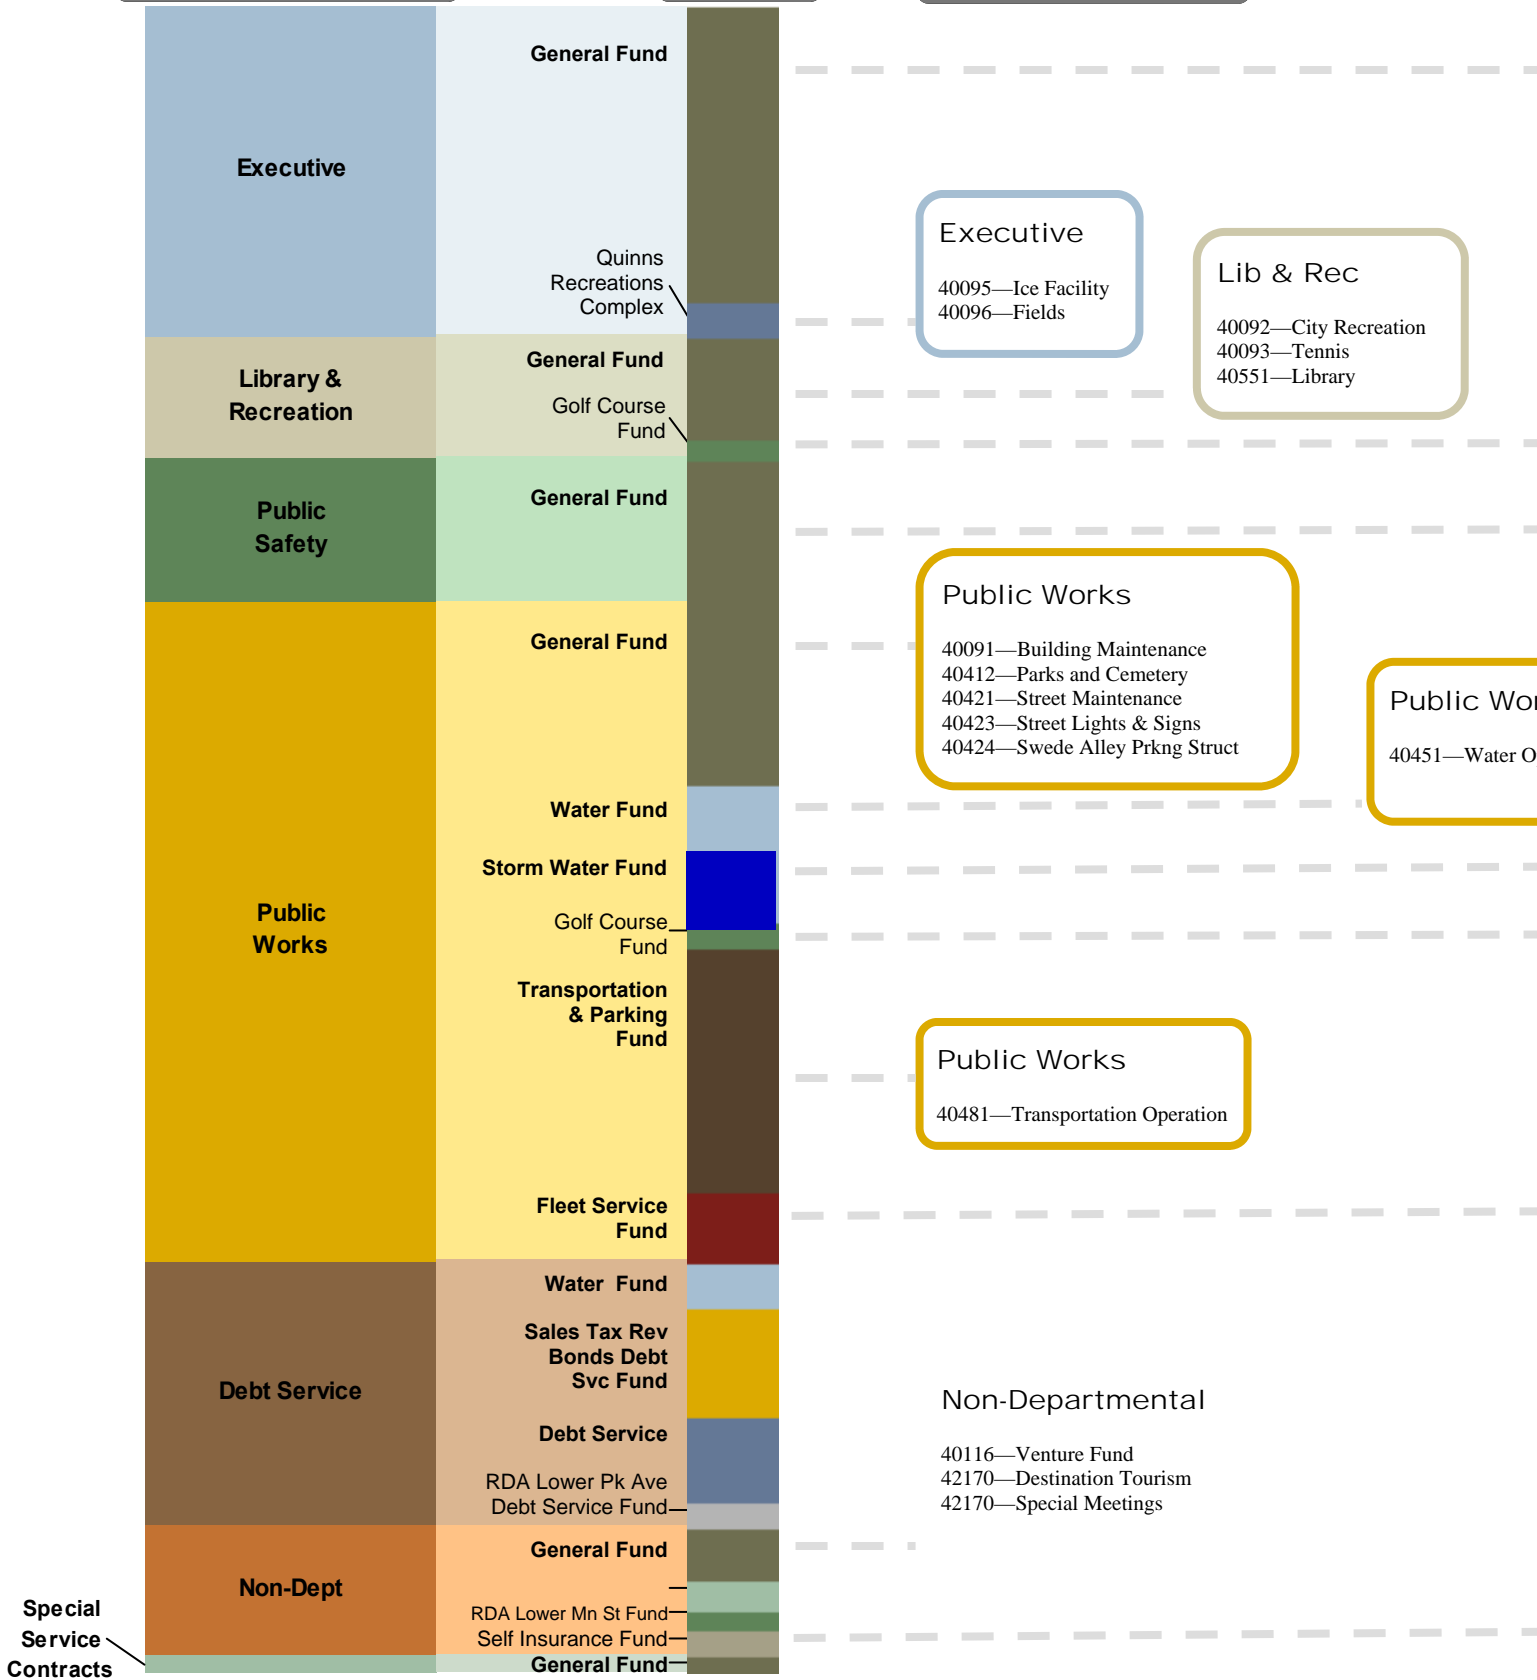 General Fund
Executive
Quinns
Recreations
Complex
General Fund
Library &
Recreation
Golf Course
Fund
General Fund
Public
Safety
General Fund
Water Fund
Storm Water Fund
Golf Course
Fund
Public
Works
Transportation
& Parking
Fund
Fleet Service
Fund
Water Fund
Sales Tax Rev
Bonds Debt
Svc Fund
Debt Service
Debt Service
RDA Lower Pk Ave
Debt Service Fund
General Fund
Non-Dept
RDA Lower Mn St Fund
Self Insurance Fund
General Fund
Special
Service
Contracts
Executive
40095—Ice Facility
40096—Fields
Lib & Rec
40092—City Recreation
40093—Tennis
40551—Library
Public Works
40091—Building Maintenance
40412—Parks and Cemetery
40421—Street Maintenance
40423—Street Lights & Signs
40424—Swede Alley Prkng Struct
Public Wor
40451—Water O
Public Works
40481—Transportation Operation
Non-Departmental
40116—Venture Fund
42170—Destination Tourism
42170—Special Meetings